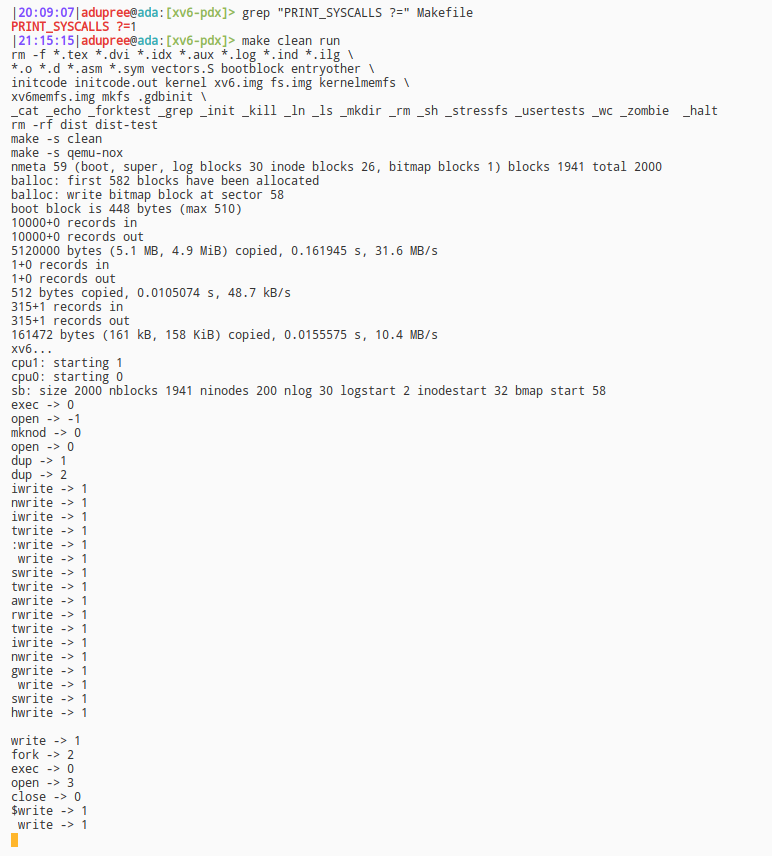 |20:09:07|adupree@ada:[xv6-pdx]> grep "PRINT_SYSCALLS ?=" Makefile
PRINT_SYSCALLS ?=1
|21:15:15|adupree@ada:[xv6-pdx]> make clean run
rm -f *.tex *.dvi *.idx *.aux *.log *.ind *.ilg \
*.o *.d *.asm *.sym vectors.S bootblock entryother \
initcode initcode.out kernel xv6.img fs.img kernelmemfs \
xv6memfs.img mkfs .gdbinit \
_cat _echo _forktest _grep _init _kill _ln _ls _mkdir _rm _sh _stressfs _usertests _wc _zombie  _halt
rm -rf dist dist-test
make -s clean
make -s qemu-nox
nmeta 59 (boot, super, log blocks 30 inode blocks 26, bitmap blocks 1) blocks 1941 total 2000
balloc: first 582 blocks have been allocated
balloc: write bitmap block at sector 58
boot block is 448 bytes (max 510)
10000+0 records in
10000+0 records out
5120000 bytes (5.1 MB, 4.9 MiB) copied, 0.161945 s, 31.6 MB/s
1+0 records in
1+0 records out
512 bytes copied, 0.0105074 s, 48.7 kB/s
315+1 records in
315+1 records out
161472 bytes (161 kB, 158 KiB) copied, 0.0155575 s, 10.4 MB/s
xv6...
cpu1: starting 1
cpu0: starting 0
sb: size 2000 nblocks 1941 ninodes 200 nlog 30 logstart 2 inodestart 32 bmap start 58
exec -> 0
open -> -1
mknod -> 0
open -> 0
dup -> 1
dup -> 2
iwrite -> 1
nwrite -> 1
iwrite -> 1
twrite -> 1
:write -> 1
 write -> 1
swrite -> 1
twrite -> 1
awrite -> 1
rwrite -> 1
twrite -> 1
iwrite -> 1
nwrite -> 1
gwrite -> 1
 write -> 1
swrite -> 1
hwrite -> 1

write -> 1
fork -> 2
exec -> 0
open -> 3
close -> 0
$write -> 1
 write -> 1